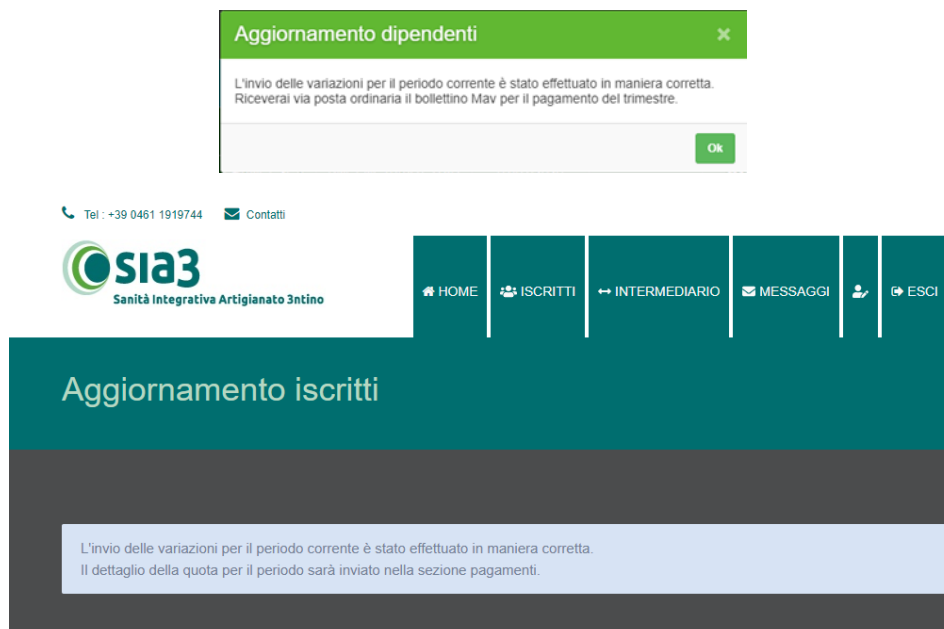 Aggiornamento dipendenti ×
L'invio delle variazioni per il periodo corrente è stato effettuato in maniera corretta.
Riceverai via posta ordinaria il bollettino Mav per il pagamento del trimestre.
Ok
Tel : +39 0461 1919744 Contatti
sia3
Sanità Integrativa Artigianato 3ntino
HOME ISCRITTI INTERMEDIARIO MESSAGGI ESCI
Aggiornamento iscritti
L'invio delle variazioni per il periodo corrente è stato effettuato in maniera corretta.
Il dettaglio della quota per il periodo sarà inviato nella sezione pagamenti.